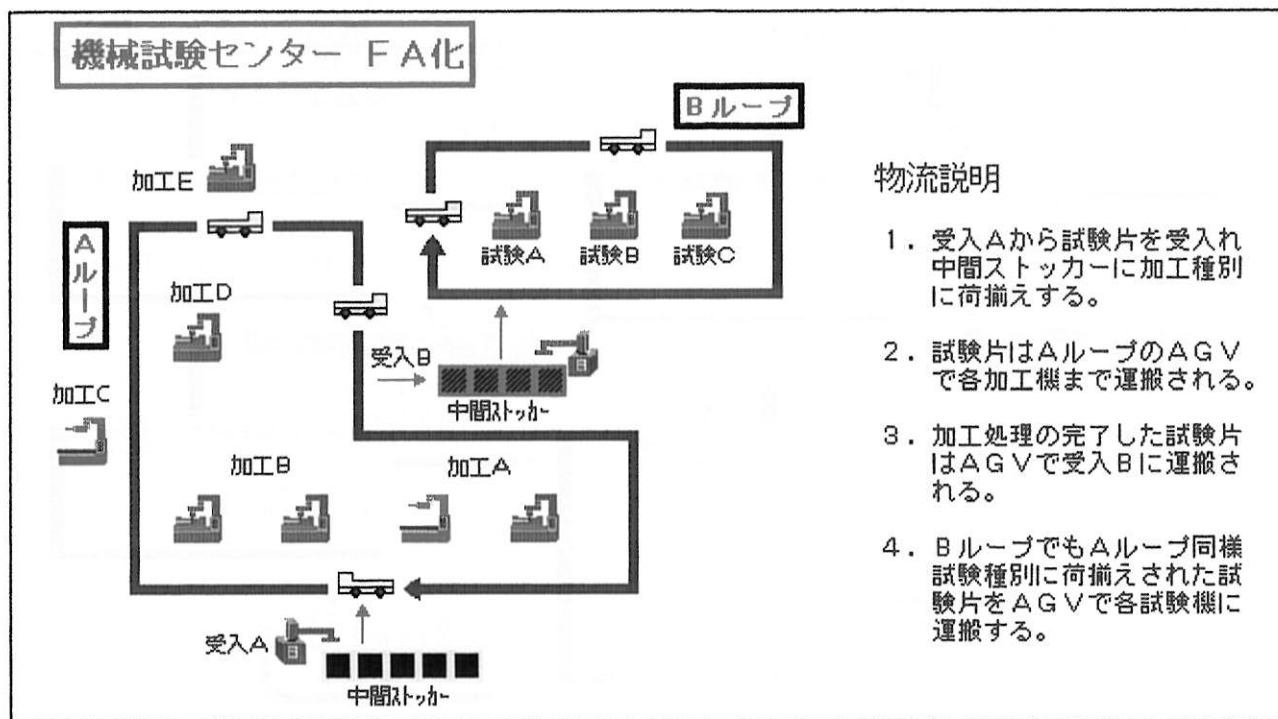 機械試験センター FA化
Bループ
加工E
試験A 試験B 試験C
Aループ
加工D
受入B
中間ストッカー
加工C
加工B
加工A
受入A
中間ストッカー
物流説明
1. 受入Aから試験片を受入れ
中間ストッカーに加工種別
に荷揃えする。
2. 試験片はAループのAGV
で各加工機まで運搬される。
3. 加工処理の完了した試験片
はAGVで受入Bに運搬さ
れる。
4. BループでもAループ同様
試験種別に荷揃えされた試
験片をAGVで各試験機に
運搬する。